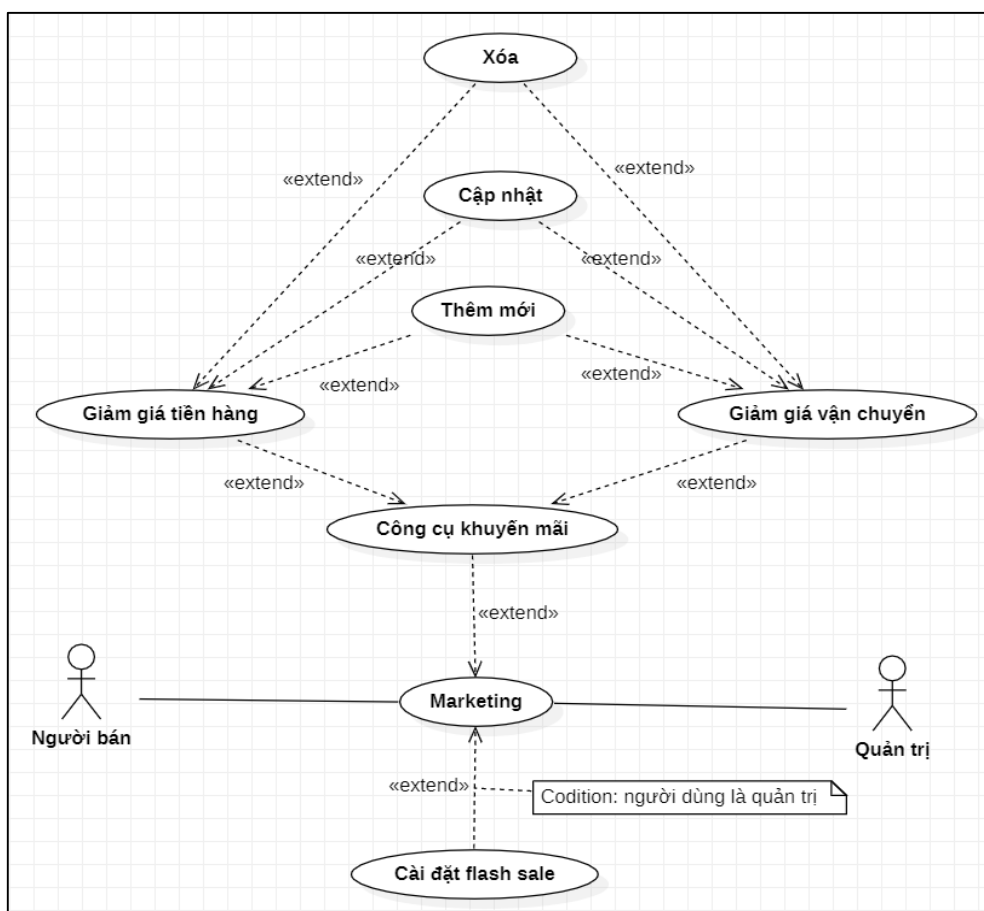 Xóa
«extend»
«extend»
Cập nhật
«extend»
«extend»
Thêm mới
«extend»
«extend»
Giảm giá tiền hàng
Giảm giá vận chuyển
«extend»
«extend»
Công cụ khuyến mãi
«extend»
Marketing
Người bán
Quản trị
«extend»
Codition: người dùng là quản trị
Cài đặt flash sale